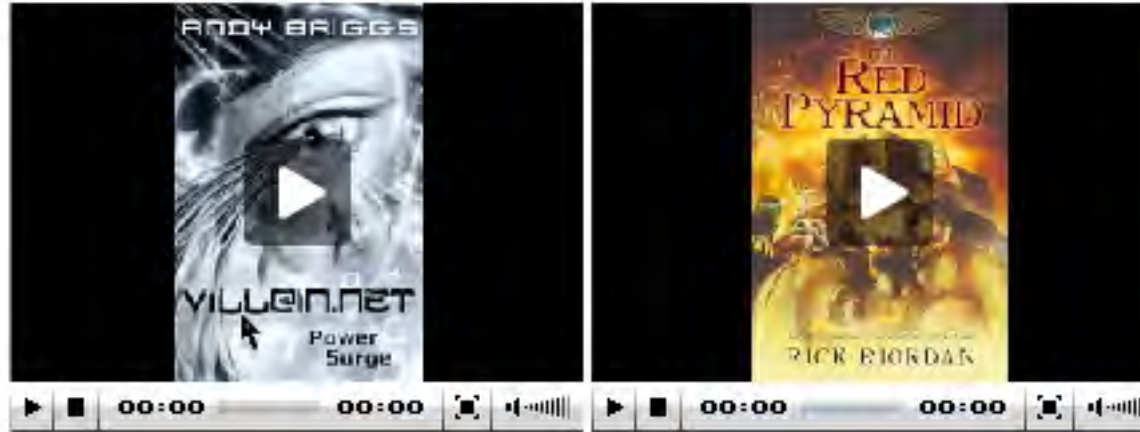 ANDY BRIGGS
VILL@IN.NET
Power
Surge
00:00 00:00
THE
RED
PYRAMID
RICK RIORDAN
00:00 00:00